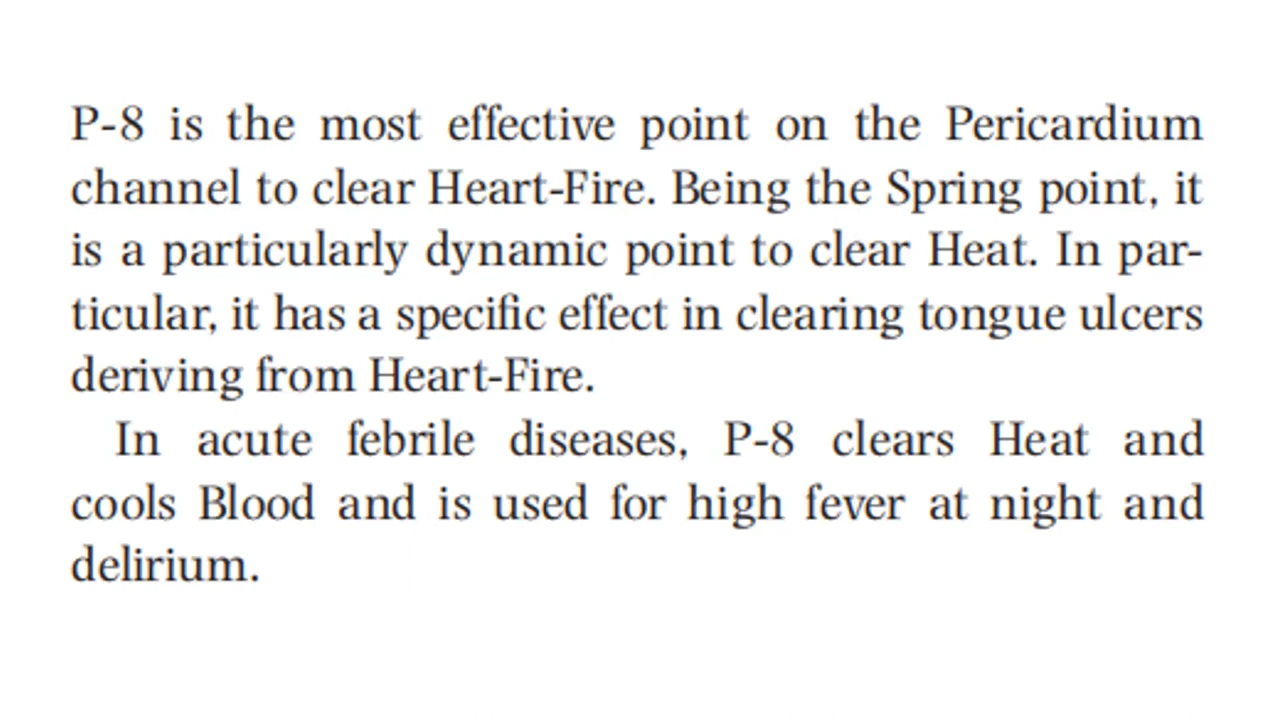 P-8 is the most effective point on the Pericardium
channel to clear Heart-Fire. Being the Spring point, it
is a particularly dynamic point to clear Heat. In par-
ticular, it has a specific effect in clearing tongue ulcers
deriving from Heart-Fire.
In acute febrile diseases, P-8 clears Heat and
cools Blood and is used for high fever at night and
delirium.